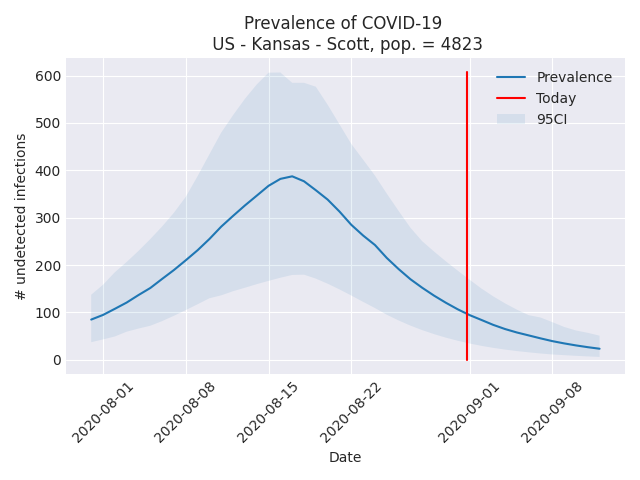 Prevalence of COVID-19
US - Kansas - Scott, pop. = 4823
Prevalence
Today
95CI
# undetected infections
600
500
400
300
200
100
0
2020-08-01
2020-08-08
2020-08-15
2020-08-22
2020-09-01
2020-09-08
Date